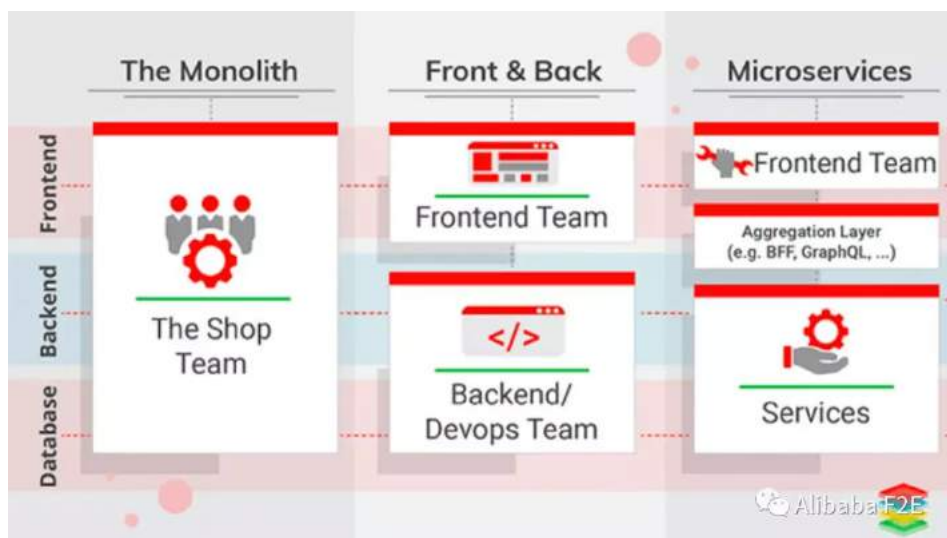 The Monolith
Front & Back
Microservices
Frontend
Backend
Database
The Shop
Team
Frontend Team
</>
Backend/
Devops Team
Frontend Team
Aggregation Layer
(e.g. BFF, GraphQL, ...)
Services
Alibaba F2E